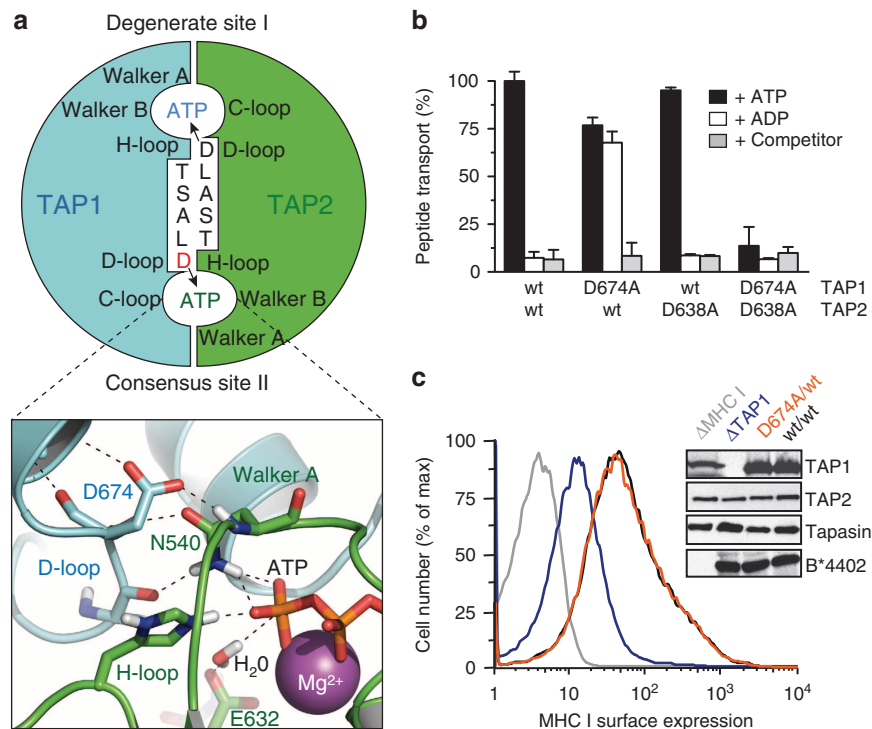 a
Degenerate site I
Walker A
Walker B
ATP
C-loop
H-loop
D-loop
TSALD
DLAST
TAP1
TAP2
D-loop
H-loop
C-loop
ATP
Walker B
Walker A
Consensus site II
D674
Walker A
N540
D-loop
ATP
H-loop
H₂0
Mg²⁺
E632
b
Peptide transport (%)
100
75
50
25
0
+ ATP
+ ADP
+ Competitor
wt D674A wt D674A TAP1
wt wt D638A D638A TAP2
c
Cell number (% of max)
100
75
50
25
0
1 10 10² 10³ 10⁴
MHC I surface expression
ΔMHC I
ΔTAP1
D674A/wt
wt/wt
TAP1
TAP2
Tapasin
B*4402